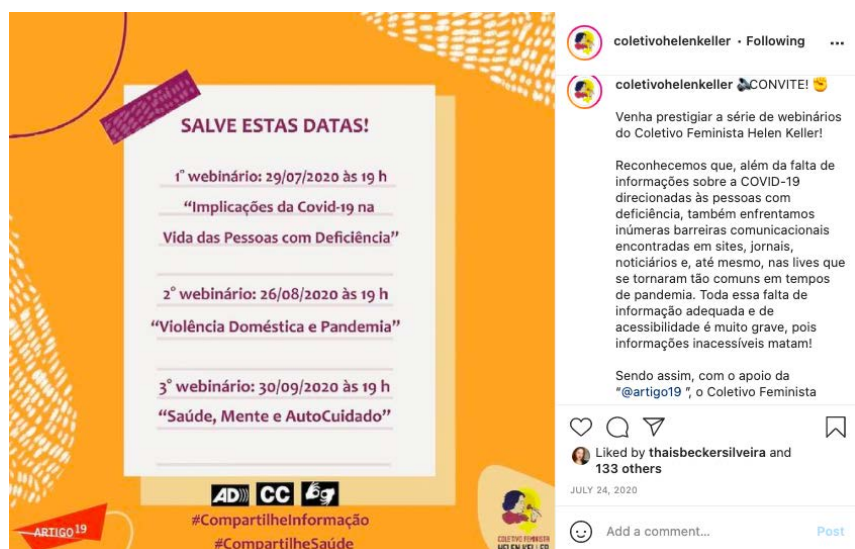 SALVE ESTAS DATAS!
1° webinário: 29/07/2020 às 19 h
“Implicações da Covid-19 na
Vida das Pessoas com Deficiência”
2° webinário: 26/08/2020 às 19 h
“Violência Doméstica e Pandemia”
3° webinário: 30/09/2020 às 19 h
“Saúde, Mente e AutoCuidado”
AD))) CC
#CompartilheInformação
#CompartilheSaúde
ARTIGO 19
COLETIVO FEMINISTA
HELEN KELLER
coletivohelenkeller • Following
coletivohelenkeller 🔊CONVITE! ✊
Venha prestigiar a série de webinários
do Coletivo Feminista Helen Keller!
Reconhecemos que, além da falta de
informações sobre a COVID-19
direcionadas às pessoas com
deficiência, também enfrentamos
inúmeras barreiras comunicacionais
encontradas em sites, jornais,
noticiários e, até mesmo, nas lives que
se tornaram tão comuns em tempos
de pandemia. Toda essa falta de
informação adequada e de
acessibilidade é muito grave, pois
informações inacessíveis matam!
Sendo assim, com o apoio da
“@artigo19 ”, o Coletivo Feminista
Liked by thaisbeckersilveira and
133 others
JULY 24, 2020
Add a comment... Post